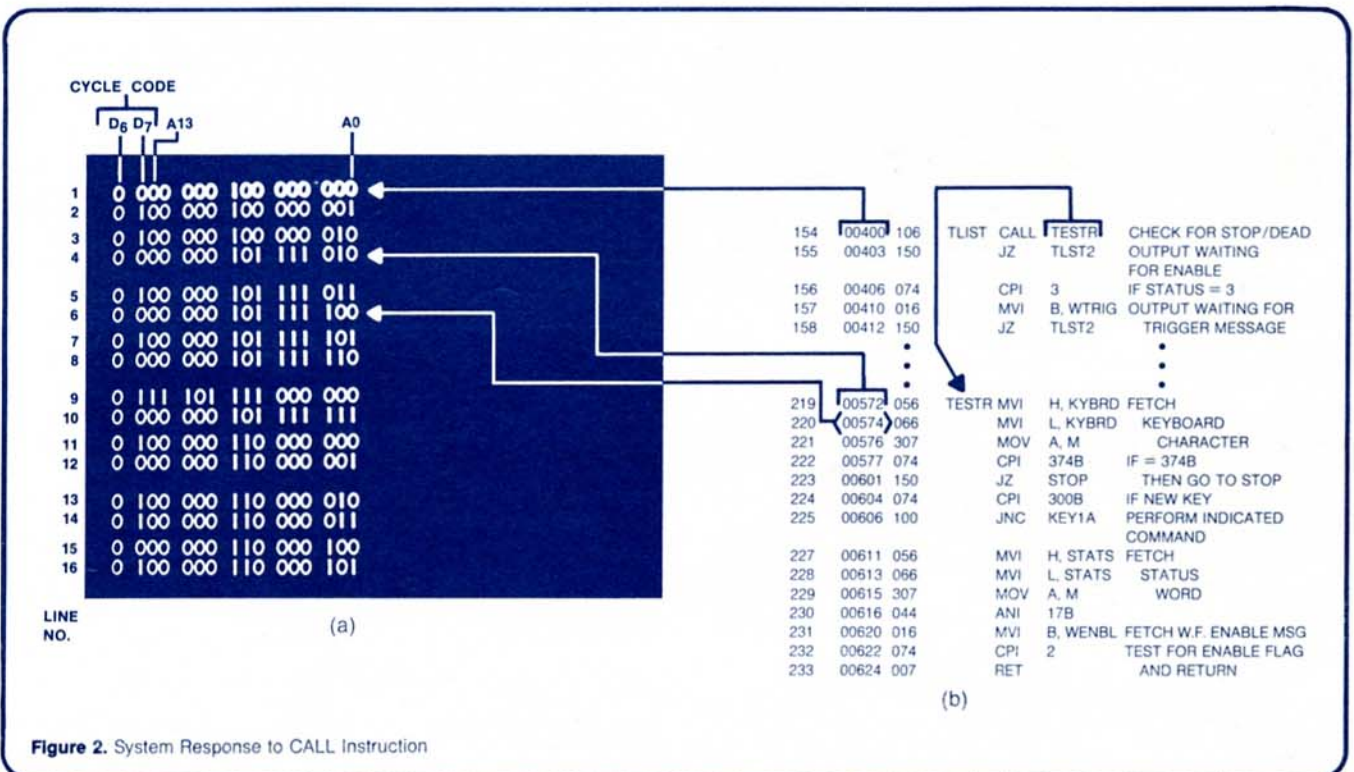 CYCLE CODE
D6 D7 A13 A0
1 0 000 000 100 000 000
2 0 100 000 100 000 001
3 0 100 000 100 000 010
4 0 000 000 101 111 010
5 0 100 000 101 111 011
6 0 000 000 101 111 100
7 0 100 000 101 111 101
8 0 000 000 101 111 110
9 0 111 101 111 000 000
10 0 000 000 101 111 111
11 0 100 000 110 000 000
12 0 000 000 110 000 001
13 0 100 000 110 000 010
14 0 100 000 110 000 011
15 0 000 000 110 000 100
16 0 100 000 110 000 101
LINE
NO.
(a)
154 00400 106 TLIST CALL TESTR CHECK FOR STOP/DEAD
155 00403 150 JZ TLST2 OUTPUT WAITING
FOR ENABLE
156 00406 074 CPI 3 IF STATUS = 3
157 00410 016 MVI B, WTRIG OUTPUT WAITING FOR
158 00412 150 JZ TLST2 TRIGGER MESSAGE
219 00572 056 TESTR MVI H, KYBRD FETCH
220 00574 066 MVI L, KYBRD KEYBOARD
221 00576 307 MOV A, M CHARACTER
222 00577 074 CPI 374B IF = 374B
223 00601 150 JZ STOP THEN GO TO STOP
224 00604 074 CPI 300B IF NEW KEY
225 00606 100 JNC KEY1A PERFORM INDICATED
COMMAND
227 00611 056 MVI H, STATS FETCH
228 00613 066 MVI L, STATS STATUS
229 00615 307 MOV A, M WORD
230 00616 044 ANI 17B
231 00620 016 MVI B, WENBL FETCH W.F. ENABLE MSG
232 00622 074 CPI 2 TEST FOR ENABLE FLAG
233 00624 007 RET AND RETURN
(b)
Figure 2. System Response to CALL Instruction